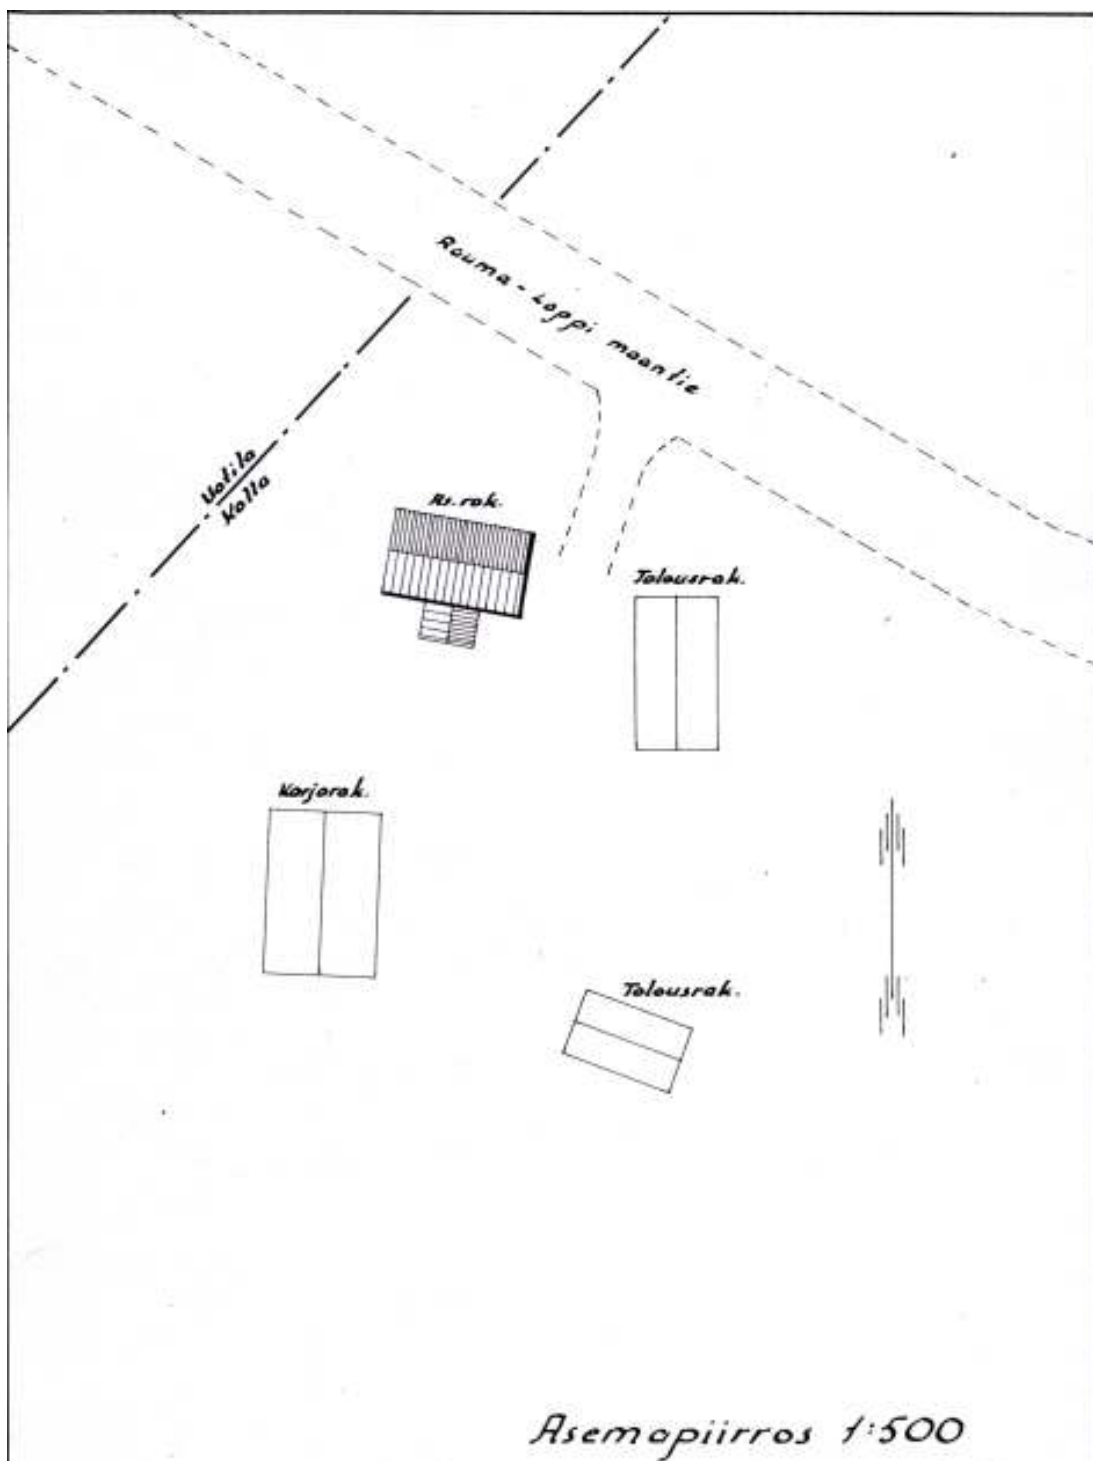 Rauma - Loppi maantie
Uotila
Kolla
As. rak.
Talousrak.
Karjarak.
Talousrak.
Asemapiirros 1:500